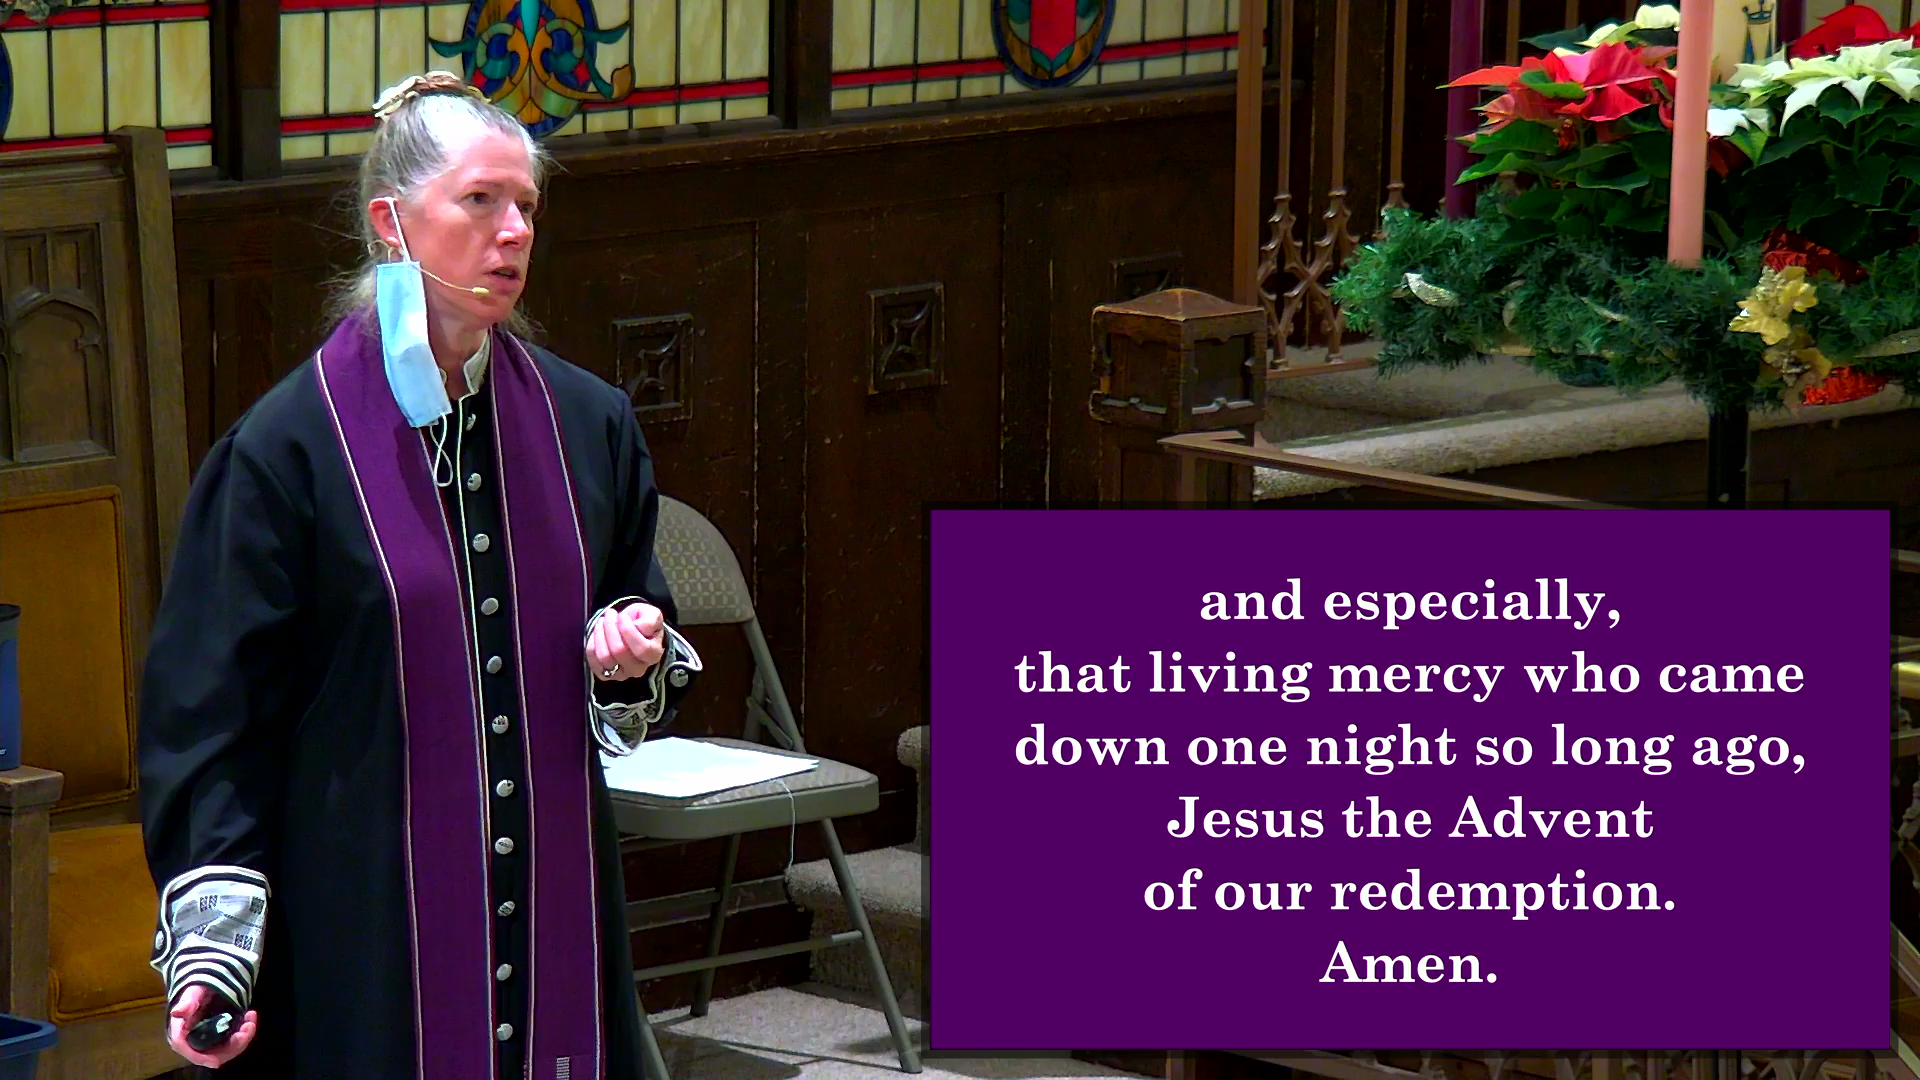 and especially,
that living mercy who came
down one night so long ago,
Jesus the Advent
of our redemption.
Amen.